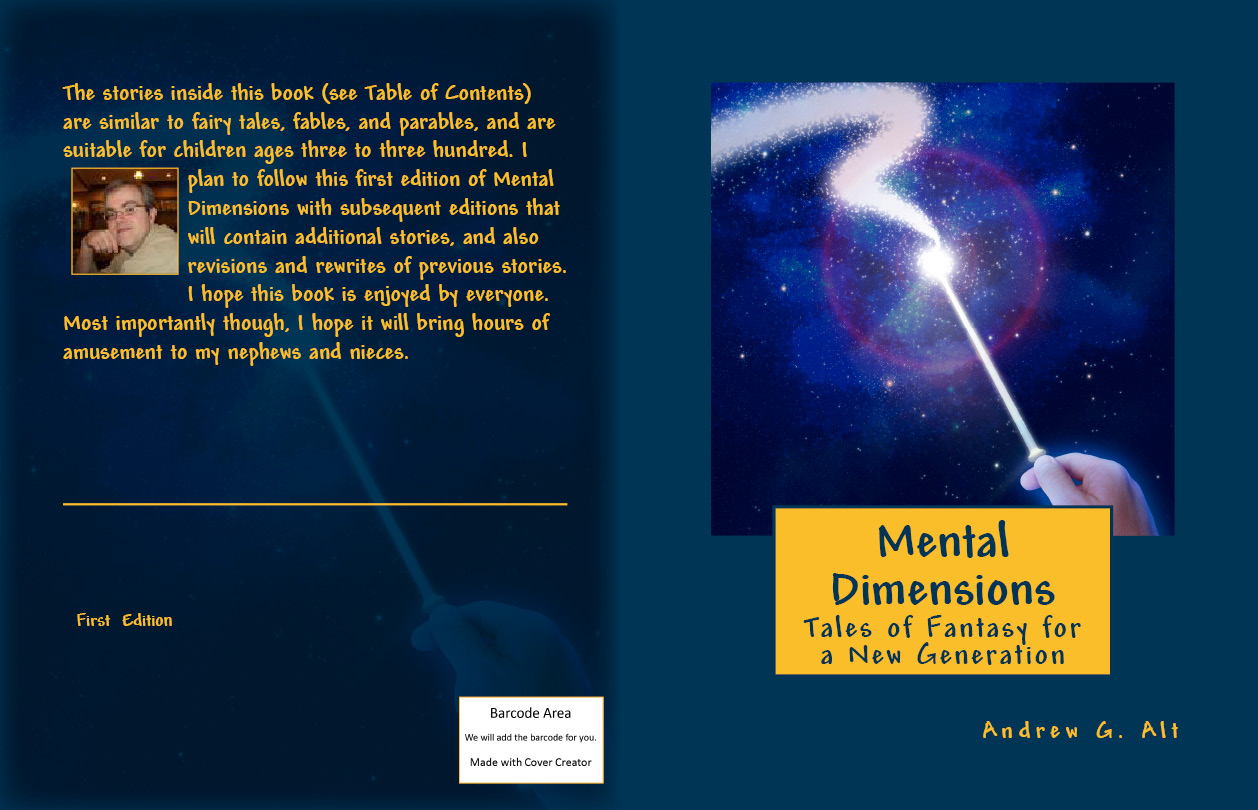 The stories inside this book (see Table of Contents)
are similar to fairy tales, fables, and parables, and are
suitable for children ages three to three hundred. I
plan to follow this first edition of Mental
Dimensions with subsequent editions that
will contain additional stories, and also
revisions and rewrites of previous stories.
I hope this book is enjoyed by everyone.
Most importantly though, I hope it will bring hours of
amusement to my nephews and nieces.
First Edition
Barcode Area
We will add the barcode for you.
Made with Cover Creator
Mental
Dimensions
Tales of Fantasy for
a New Generation
Andrew G. Alt